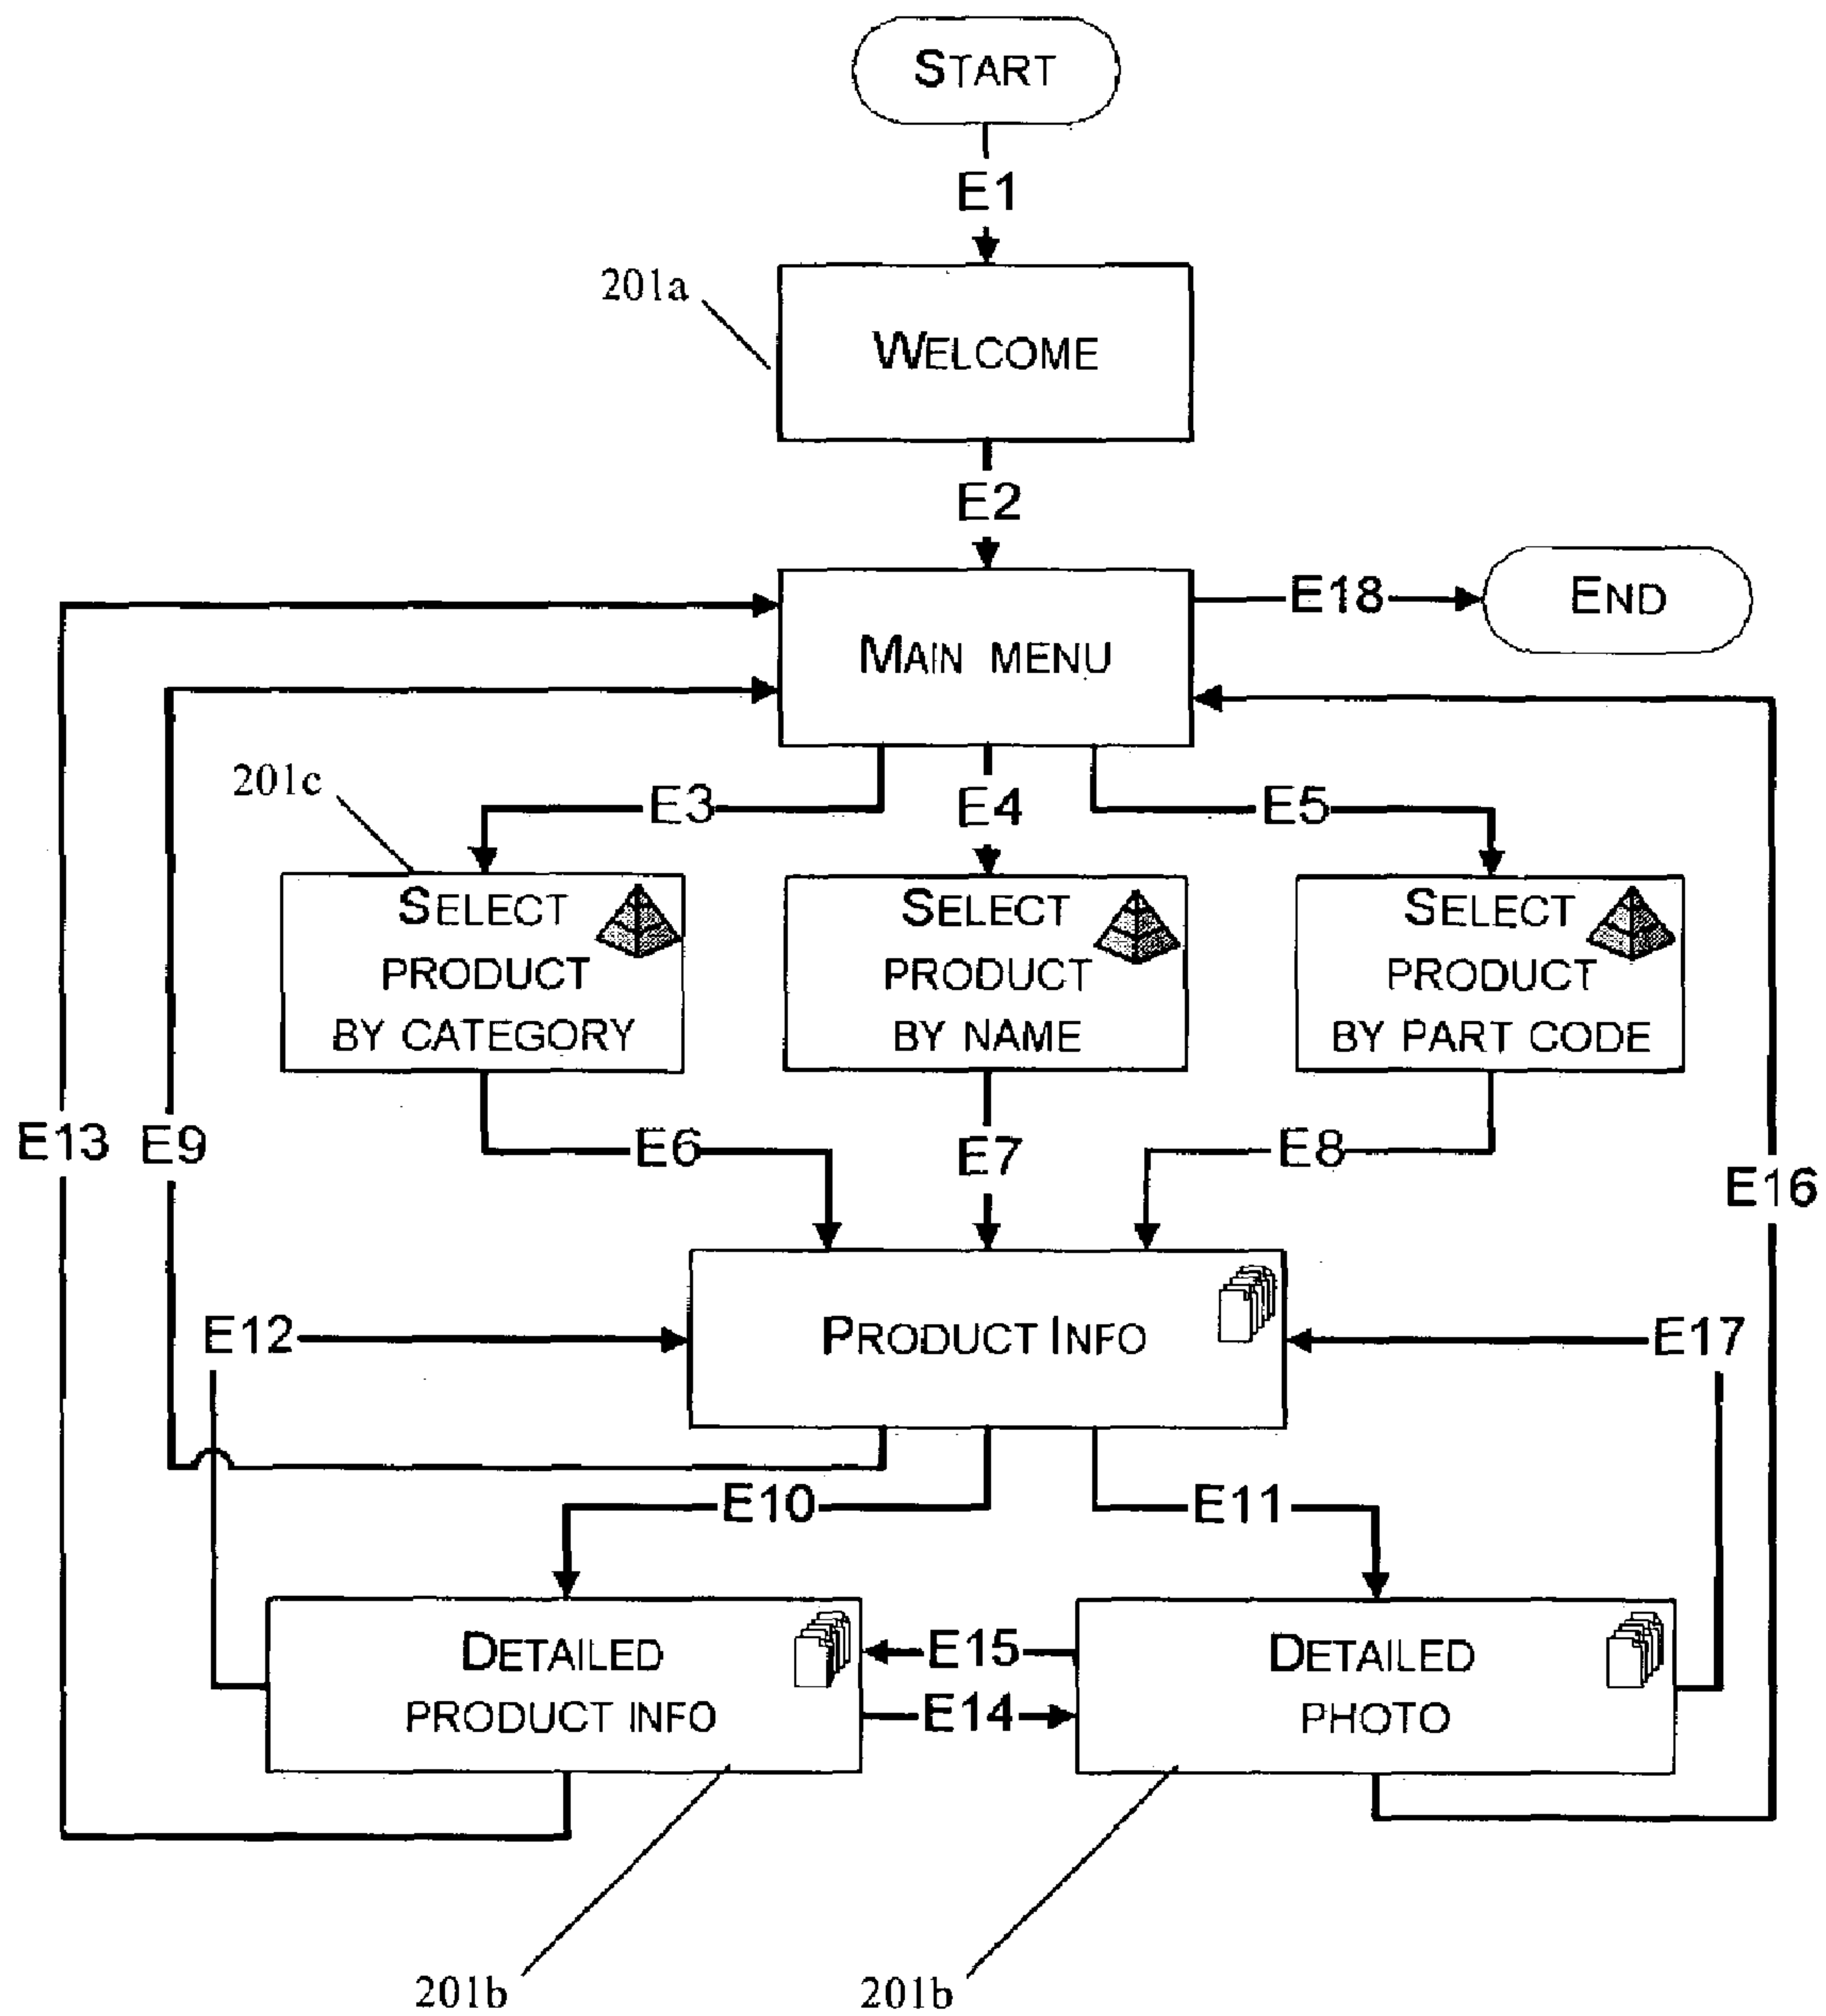 START
E1
201a
WELCOME
E2
E18
END
MAIN MENU
201c
E3
E4
E5
SELECT
PRODUCT
BY CATEGORY
SELECT
PRODUCT
BY NAME
SELECT
PRODUCT
BY PART CODE
E13
E9
E6
E7
E8
E16
E12
PRODUCT INFO
E17
E10
E11
DETAILED
PRODUCT INFO
E15
E14
DETAILED
PHOTO
201b
201b